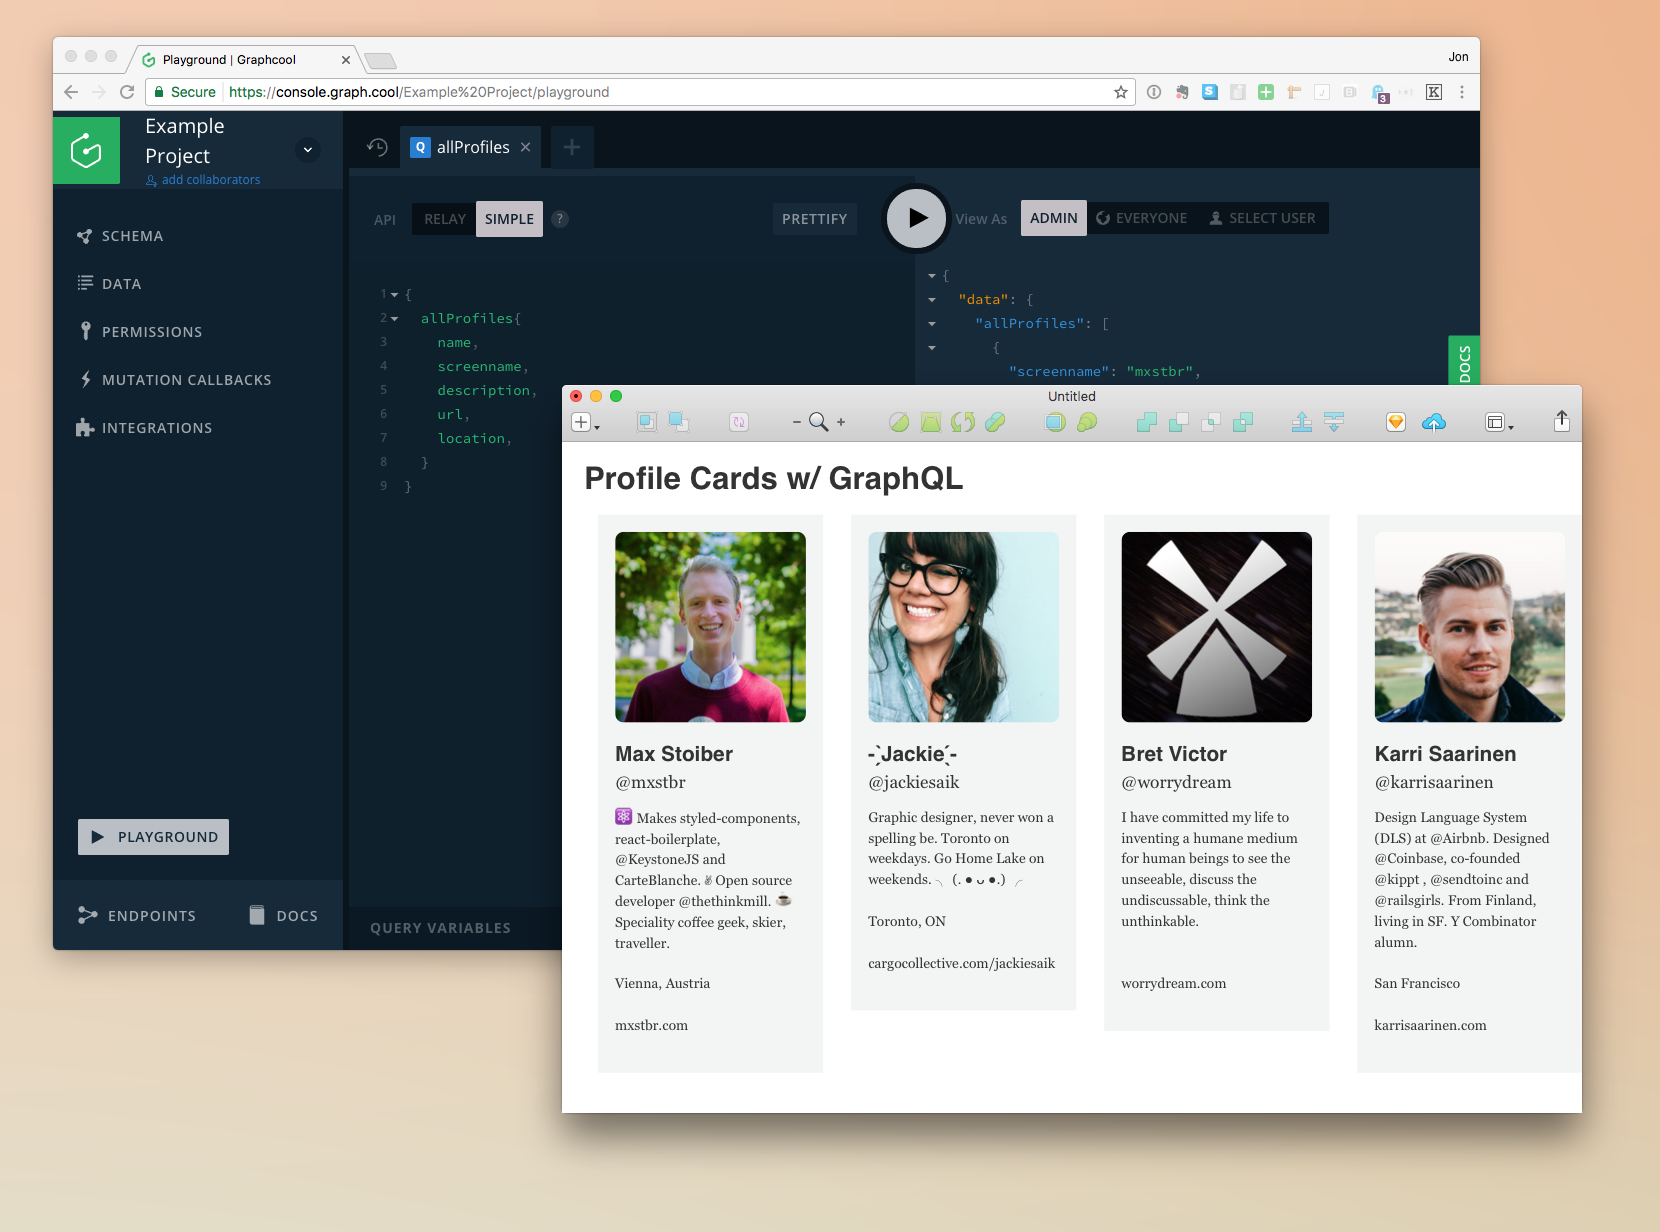 Playground | Graphcool
Jon
Secure
https://console.graph.cool/Example%20Project/playground
3
K
Example
Project
add collaborators
Q allProfiles
SCHEMA
DATA
PERMISSIONS
MUTATION CALLBACKS
INTEGRATIONS
PLAYGROUND
ENDPOINTS
DOCS
API
RELAY
SIMPLE
?
PRETTIFY
View As
ADMIN
EVERYONE
SELECT USER
1 {
2 allProfiles{
3 name,
4 screenname,
5 description,
6 url,
7 location,
8 }
9 }
{
"data": {
"allProfiles": [
{
"screenname": "mxstbr",
DOCS
QUERY VARIABLES
Untitled
Profile Cards w/ GraphQL
Max Stoiber
@mxstbr
⚛ Makes styled-components,
react-boilerplate,
@KeystoneJS and
CarteBlanche. ✌ Open source
developer @thethinkmill. ☕
Speciality coffee geek, skier,
traveller.
Vienna, Austria
mxstbr.com
- ̗̀Jackie ̖́-
@jackiesaik
Graphic designer, never won a
spelling be. Toronto on
weekdays. Go Home Lake on
weekends. ╮ (. ● ᴗ ●.) ╭
Toronto, ON
cargocollective.com/jackiesaik
Bret Victor
@worrydream
I have committed my life to
inventing a humane medium
for human beings to see the
unseeable, discuss the
undiscussable, think the
unthinkable.
worrydream.com
Karri Saarinen
@karrisaarinen
Design Language System
(DLS) at @Airbnb. Designed
@Coinbase, co-founded
@kippt , @sendtoinc and
@railsgirls. From Finland,
living in SF. Y Combinator
alumn.
San Francisco
karrisaarinen.com